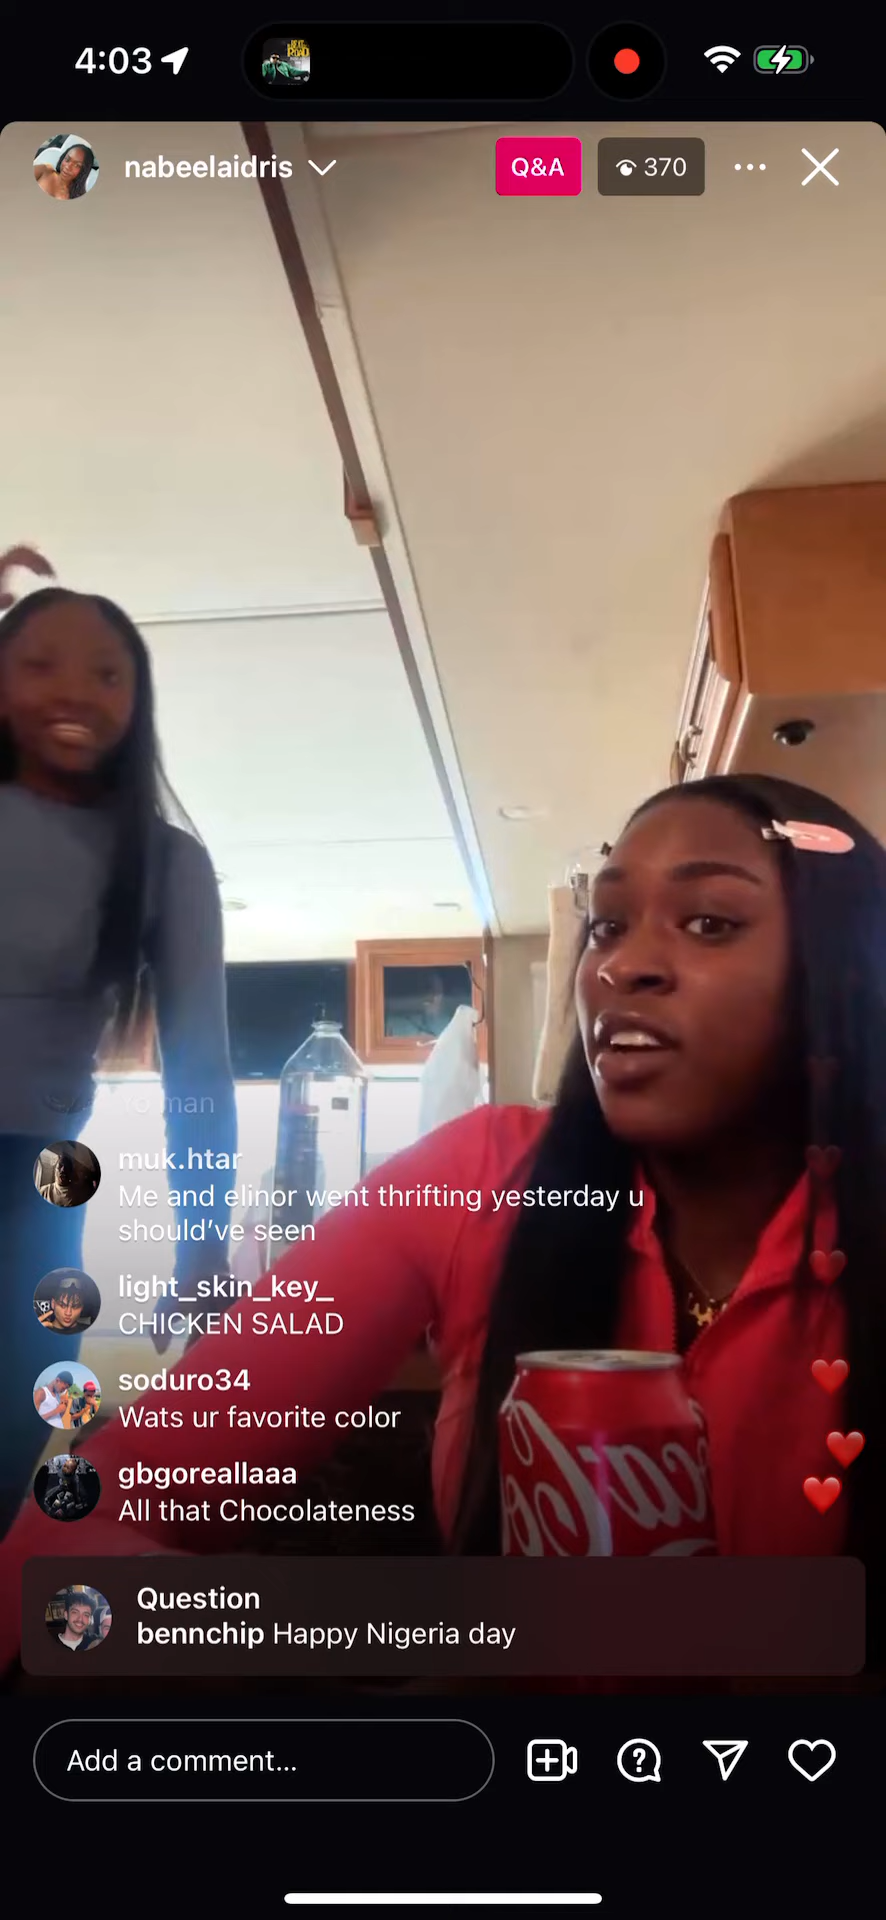 4:03
nabeelaidris
Q&A
370
man
muk.htar
Me and elinor went thrifting yesterday u
should've seen
light_skin_key_
CHICKEN SALAD
soduro34
Wats ur favorite color
gbgoreallaaa
All that Chocolateness
Question
bennchip Happy Nigeria day
Add a comment...